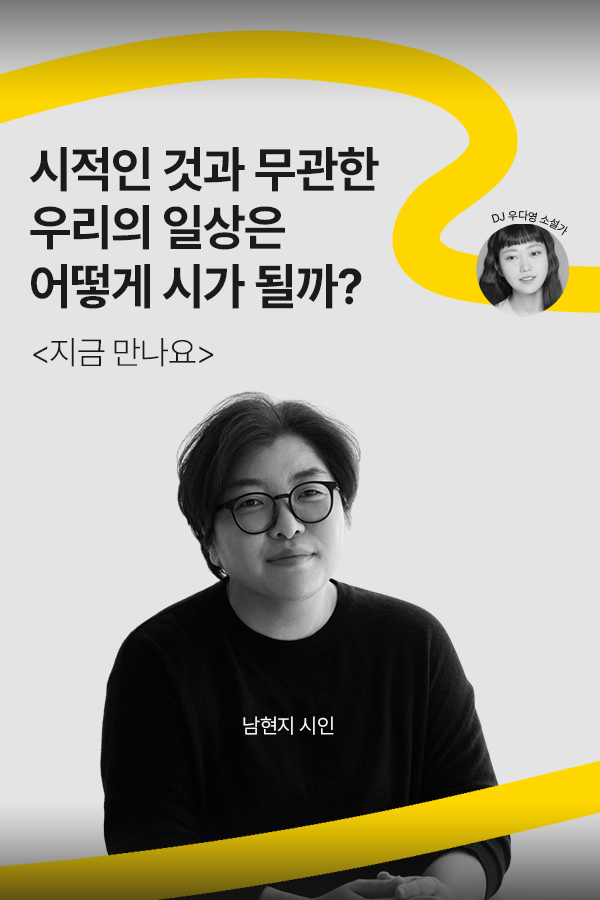 시적인 것과 무관한
우리의 일상은
어떻게 시가 될까?
DJ 우다영 소설가
<지금 만나요>
남현지 시인